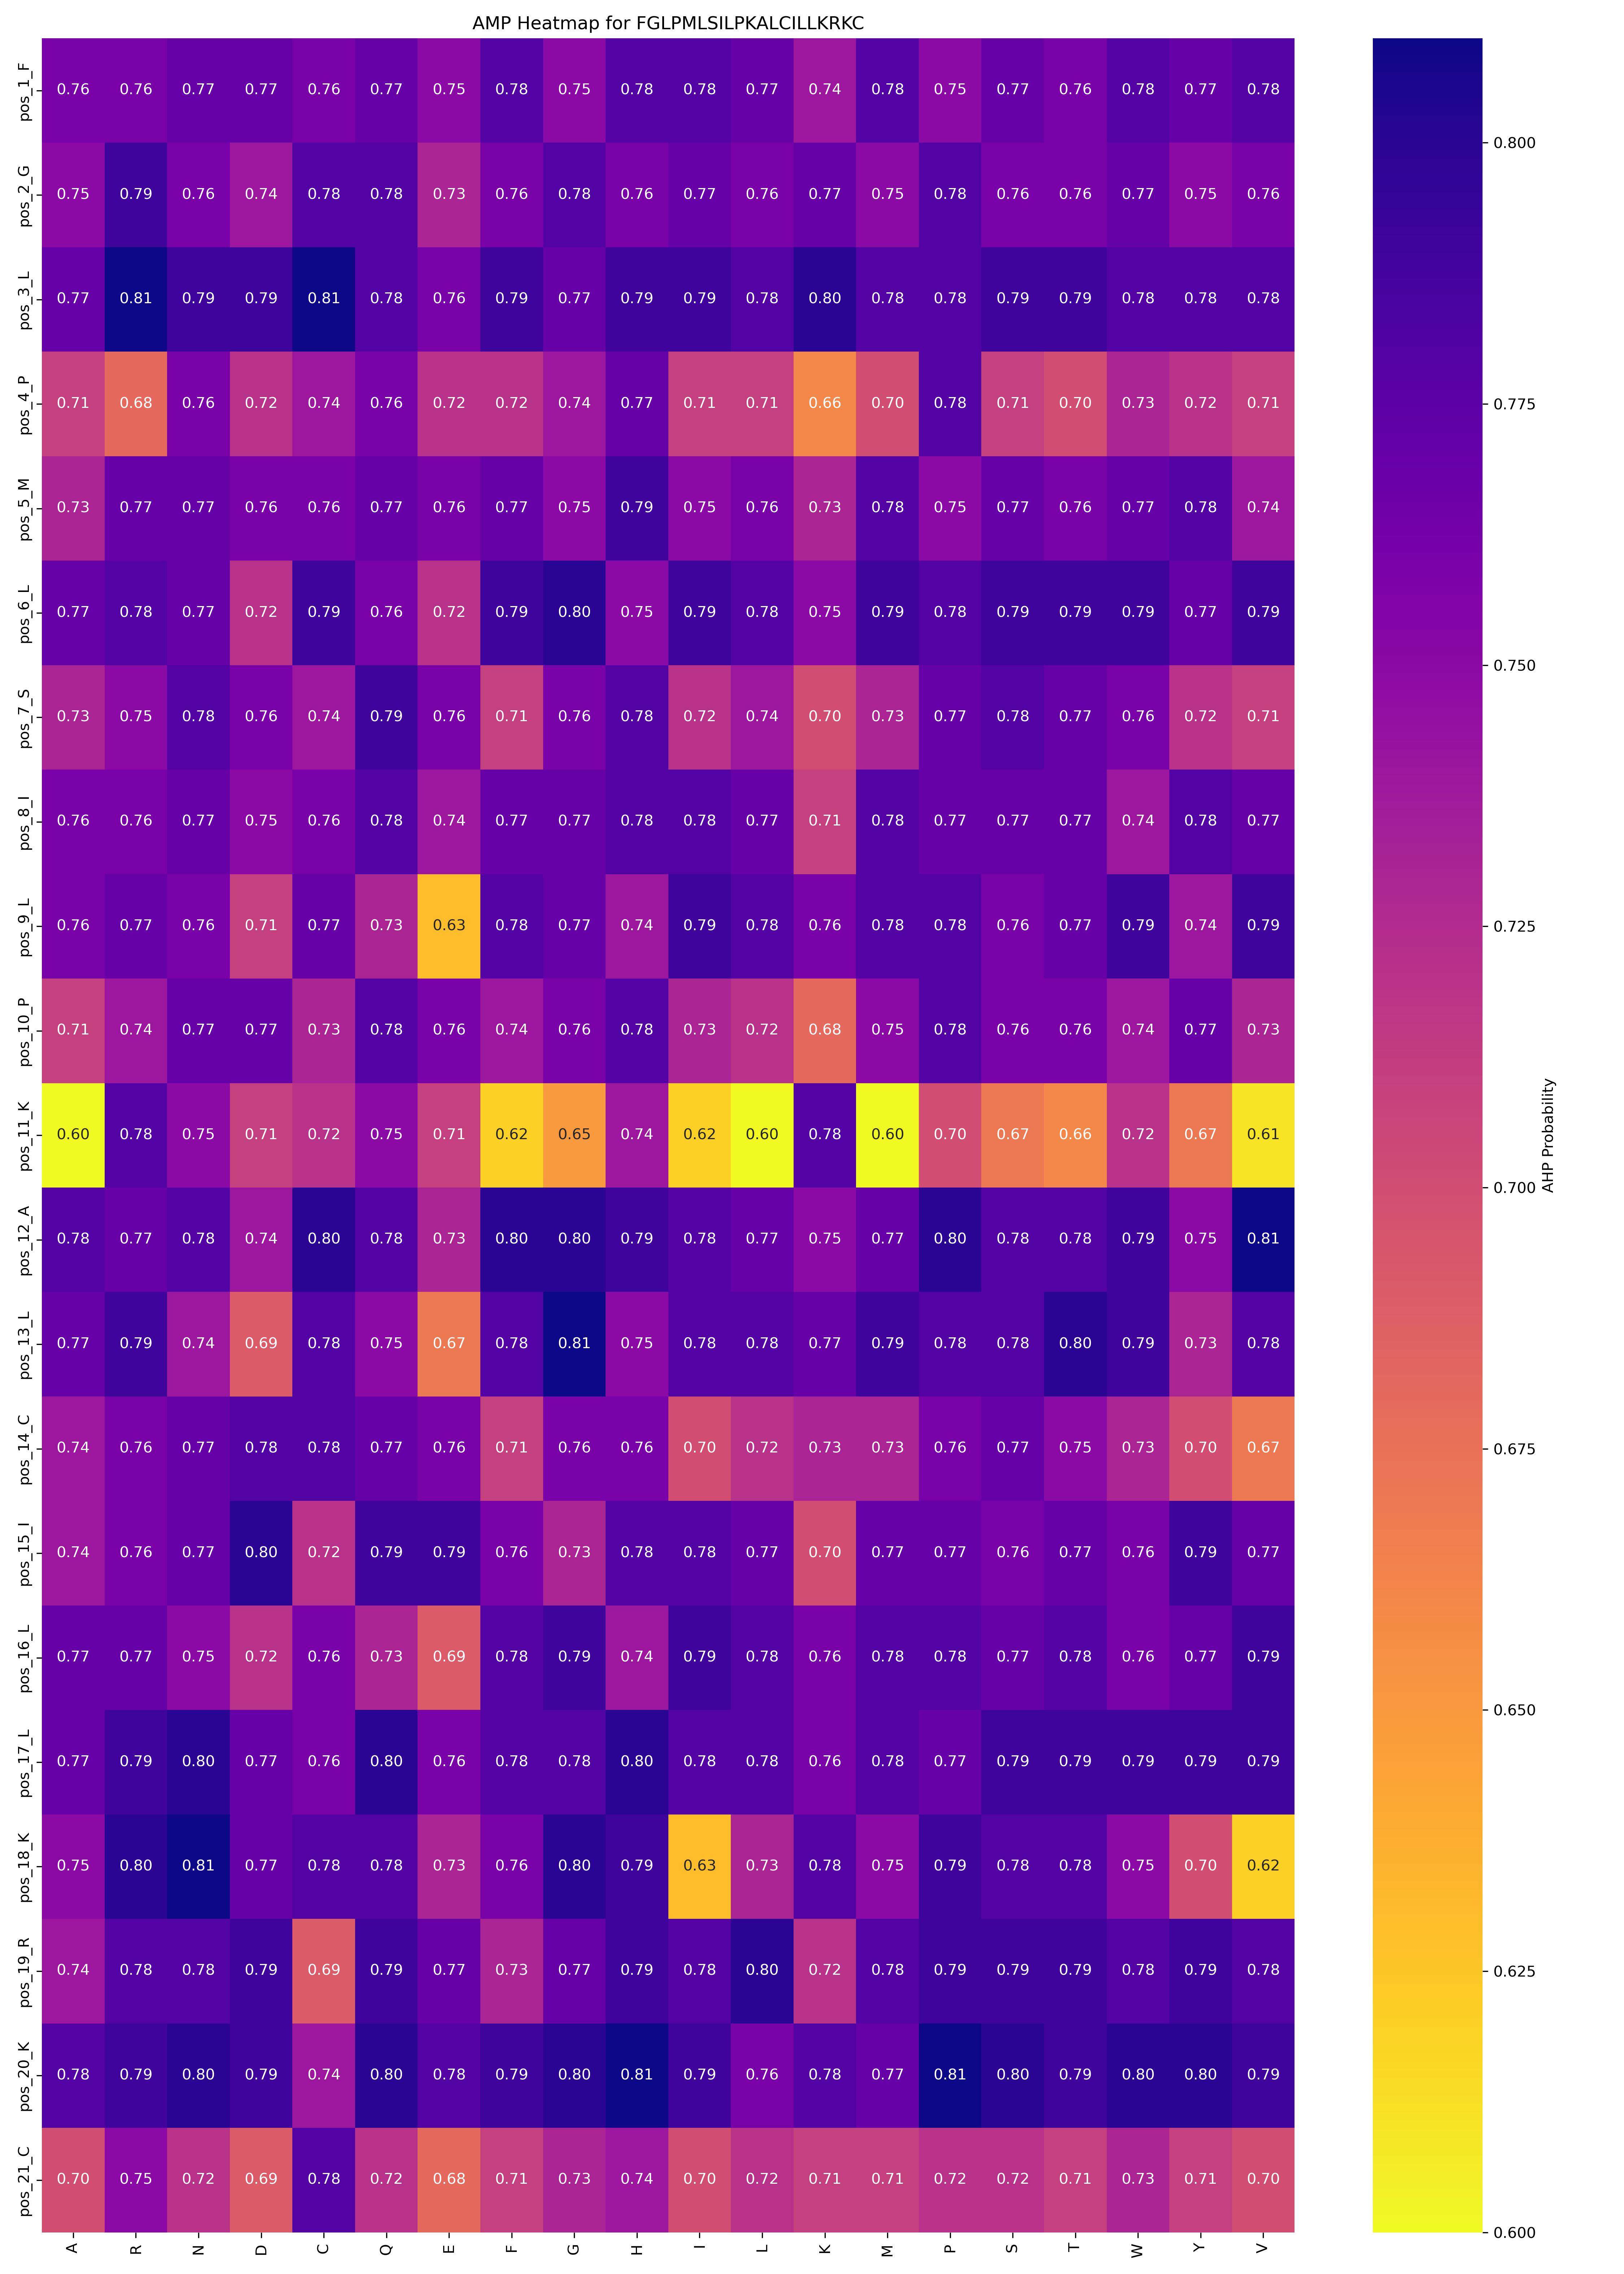 AMP Heatmap for FGLPMLSILPKALCILLKRKC
pos_1_F 0.76 0.76 0.77 0.77 0.76 0.77 0.75 0.78 0.75 0.78 0.78 0.77 0.74 0.78 0.75 0.77 0.76 0.78 0.77 0.78
pos_2_G 0.75 0.79 0.76 0.74 0.78 0.78 0.73 0.76 0.78 0.76 0.77 0.76 0.77 0.75 0.78 0.76 0.76 0.77 0.75 0.76
pos_3_L 0.77 0.81 0.79 0.79 0.81 0.78 0.76 0.79 0.77 0.79 0.79 0.78 0.80 0.78 0.78 0.79 0.79 0.78 0.78 0.78
pos_4_P 0.71 0.68 0.76 0.72 0.74 0.76 0.72 0.72 0.74 0.77 0.71 0.71 0.66 0.70 0.78 0.71 0.70 0.73 0.72 0.71
pos_5_M 0.73 0.77 0.77 0.76 0.76 0.77 0.76 0.77 0.75 0.79 0.75 0.76 0.73 0.78 0.75 0.77 0.76 0.77 0.78 0.74
pos_6_L 0.77 0.78 0.77 0.72 0.79 0.76 0.72 0.79 0.80 0.75 0.79 0.78 0.75 0.79 0.78 0.79 0.79 0.79 0.77 0.79
pos_7_S 0.73 0.75 0.78 0.76 0.74 0.79 0.76 0.71 0.76 0.78 0.72 0.74 0.70 0.73 0.77 0.78 0.77 0.76 0.72 0.71
pos_8_I 0.76 0.76 0.77 0.75 0.76 0.78 0.74 0.77 0.77 0.78 0.78 0.77 0.71 0.78 0.77 0.77 0.77 0.74 0.78 0.77
pos_9_L 0.76 0.77 0.76 0.71 0.77 0.73 0.63 0.78 0.77 0.74 0.79 0.78 0.76 0.78 0.78 0.76 0.77 0.79 0.74 0.79
pos_10_P 0.71 0.74 0.77 0.77 0.73 0.78 0.76 0.74 0.76 0.78 0.73 0.72 0.68 0.75 0.78 0.76 0.76 0.74 0.77 0.73
pos_11_K 0.60 0.78 0.75 0.71 0.72 0.75 0.71 0.62 0.65 0.74 0.62 0.60 0.78 0.60 0.70 0.67 0.66 0.72 0.67 0.61
pos_12_A 0.78 0.77 0.78 0.74 0.80 0.78 0.73 0.80 0.80 0.79 0.78 0.77 0.75 0.77 0.80 0.78 0.78 0.79 0.75 0.81
pos_13_L 0.77 0.79 0.74 0.69 0.78 0.75 0.67 0.78 0.81 0.75 0.78 0.78 0.77 0.79 0.78 0.78 0.80 0.79 0.73 0.78
pos_14_C 0.74 0.76 0.77 0.78 0.78 0.77 0.76 0.71 0.76 0.76 0.70 0.72 0.73 0.73 0.76 0.77 0.75 0.73 0.70 0.67
pos_15_I 0.74 0.76 0.77 0.80 0.72 0.79 0.79 0.76 0.73 0.78 0.78 0.77 0.70 0.77 0.77 0.76 0.77 0.76 0.79 0.77
pos_16_L 0.77 0.77 0.75 0.72 0.76 0.73 0.69 0.78 0.79 0.74 0.79 0.78 0.76 0.78 0.78 0.77 0.78 0.76 0.77 0.79
pos_17_L 0.77 0.79 0.80 0.77 0.76 0.80 0.76 0.78 0.78 0.80 0.78 0.78 0.76 0.78 0.77 0.79 0.79 0.79 0.79 0.79
pos_18_K 0.75 0.80 0.81 0.77 0.78 0.78 0.73 0.76 0.80 0.79 0.63 0.73 0.78 0.75 0.79 0.78 0.78 0.75 0.70 0.62
pos_19_R 0.74 0.78 0.78 0.79 0.69 0.79 0.77 0.73 0.77 0.79 0.78 0.80 0.72 0.78 0.79 0.79 0.79 0.78 0.79 0.78
pos_20_K 0.78 0.79 0.80 0.79 0.74 0.80 0.78 0.79 0.80 0.81 0.79 0.76 0.78 0.77 0.81 0.80 0.79 0.80 0.80 0.79
pos_21_C 0.70 0.75 0.72 0.69 0.78 0.72 0.68 0.71 0.73 0.74 0.70 0.72 0.71 0.71 0.72 0.72 0.71 0.73 0.71 0.70
A R N D C Q E F G H I L K M P S T W Y V
0.800
0.775
0.750
0.725
0.700
0.675
0.650
0.625
0.600
AHP Probability